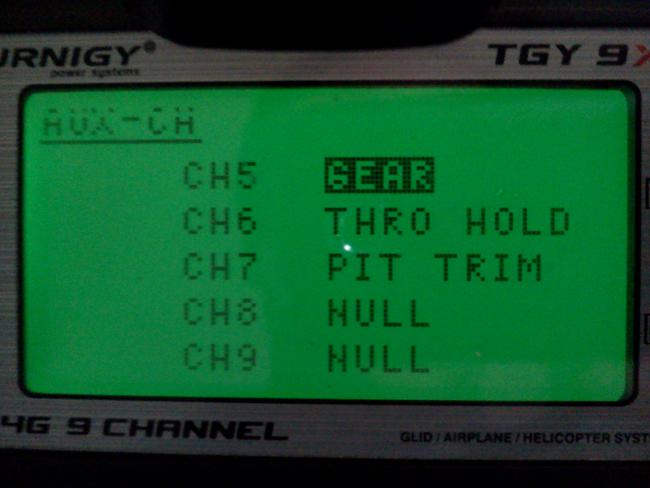 URNIGY®
power systems
TGY 9X
AUX-CH
CH5 GEAR
CH6 THRO HOLD
CH7 PIT TRIM
CH8 NULL
CH9 NULL
4G 9 CHANNEL
GLID / AIRPLANE / HELICOPTER SYST